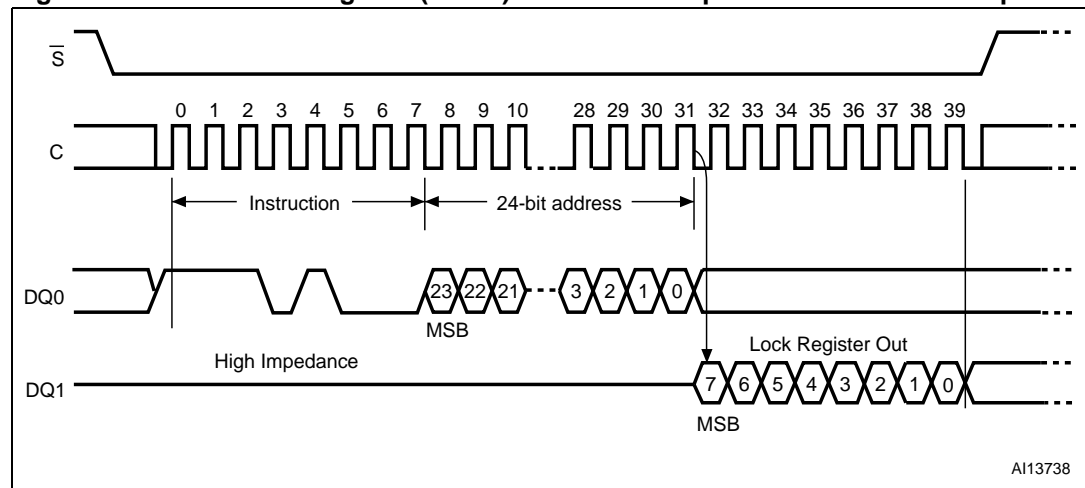 S
0 1 2 3 4 5 6 7 8 9 10 28 29 30 31 32 33 34 35 36 37 38 39
C
Instruction 24-bit address
DQ0 23 22 21 3 2 1 0
MSB
High Impedance Lock Register Out
DQ1 7 6 5 4 3 2 1 0
MSB
AI13738